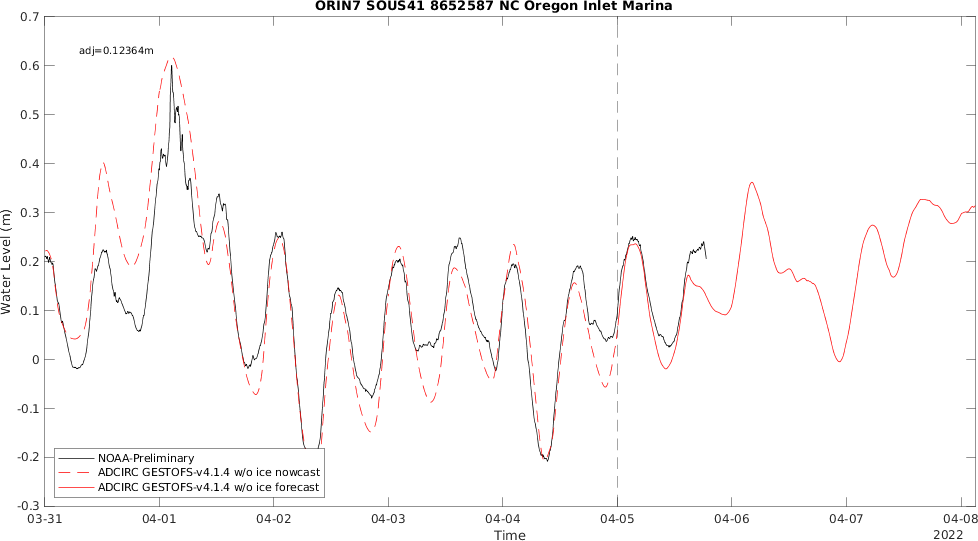 ORIN7 SOUS41 8652587 NC Oregon Inlet Marina
adj=0.12364m
0.7
0.6
0.5
0.4
0.3
0.2
0.1
0
-0.1
-0.2
-0.3
Water Level (m)
NOAA-Preliminary
ADCIRC GESTOFS-v4.1.4 w/o ice nowcast
ADCIRC GESTOFS-v4.1.4 w/o ice forecast
03-31 04-01 04-02 04-03 04-04 04-05 04-06 04-07 04-08
Time
2022